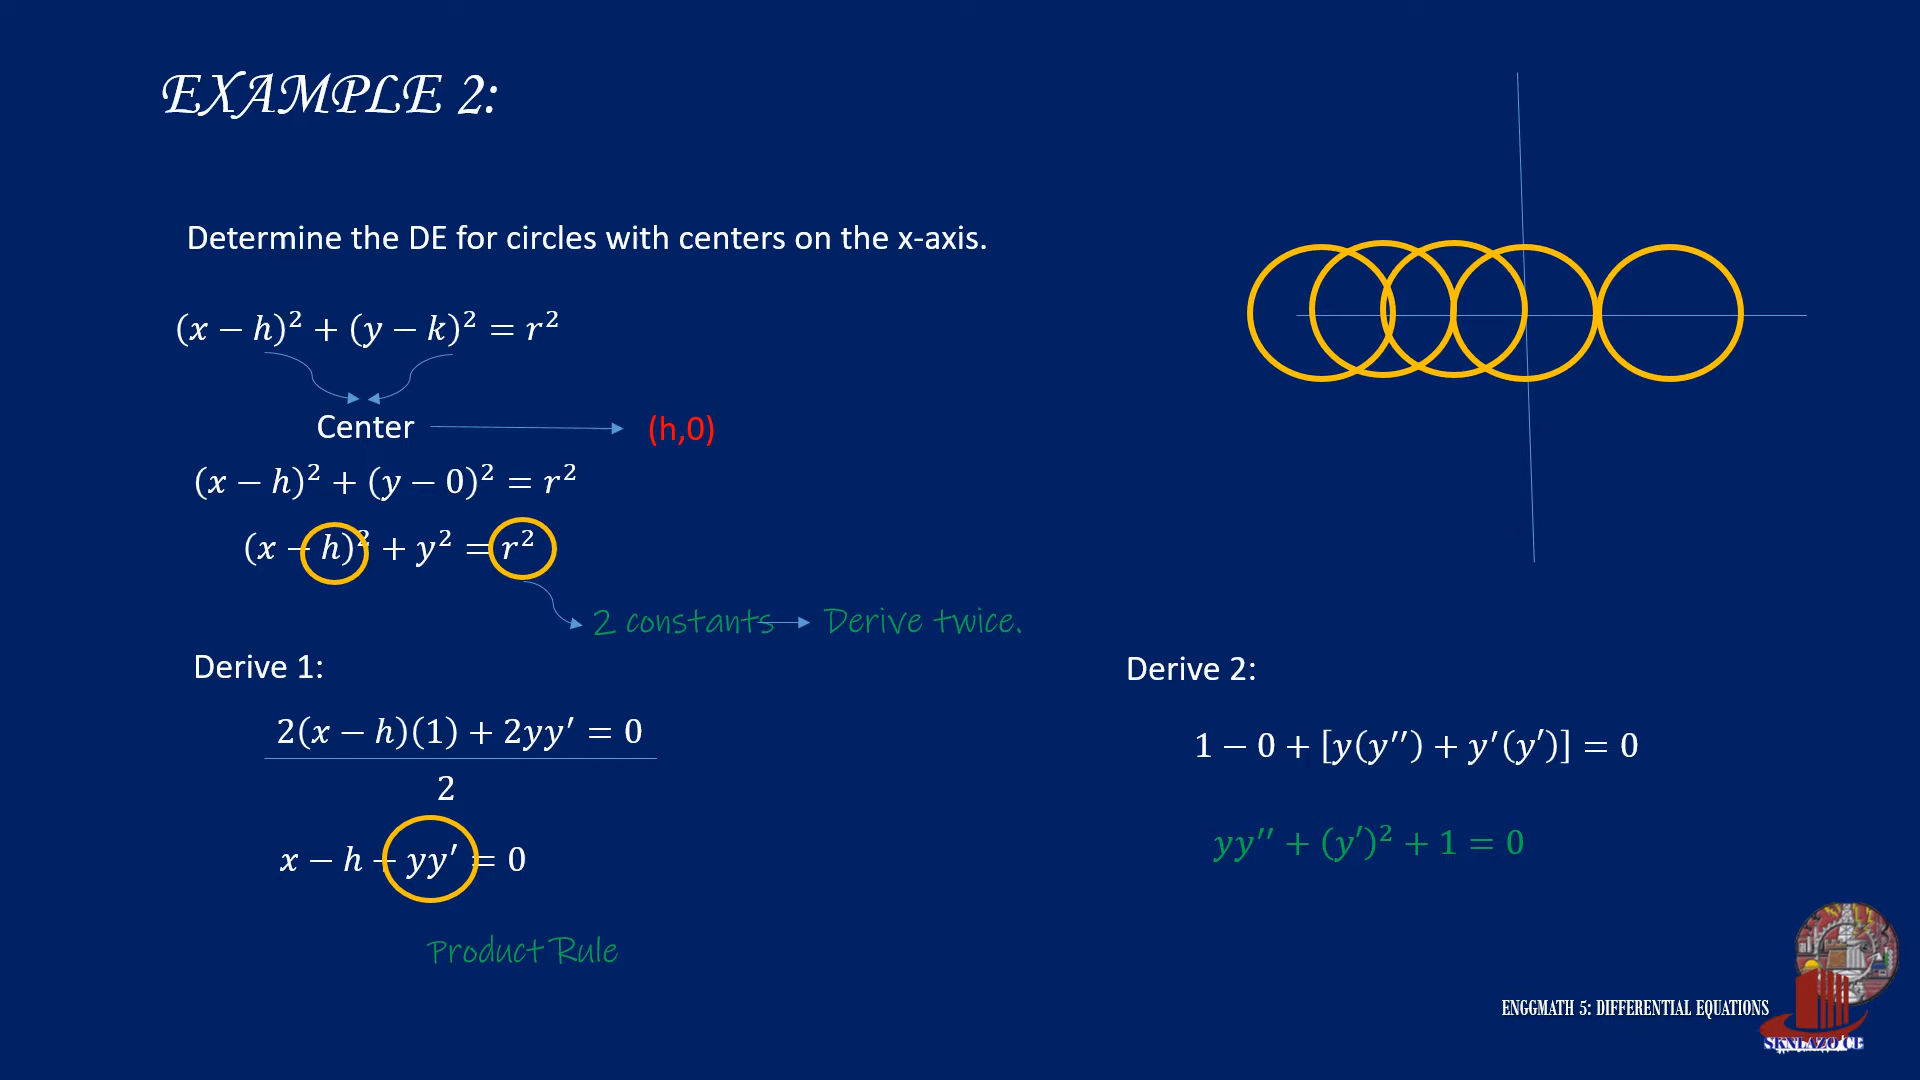 EXAMPLE 2:
Determine the DE for circles with centers on the x-axis.
(x − h)² + (y − k)² = r²
Center
(h,0)
(x − h)² + (y − 0)² = r²
(x − h)² + y² = r²
2 constants
Derive twice.
Derive 1:
2(x − h)(1) + 2yy′ = 0
2
x − h + yy′ = 0
Product Rule
Derive 2:
1 − 0 + [y(y′′) + y′(y′)] = 0
yy′′ + (y′)² + 1 = 0
ENGGMATH 5: DIFFERENTIAL EQUATIONS
SKNLAZO CE